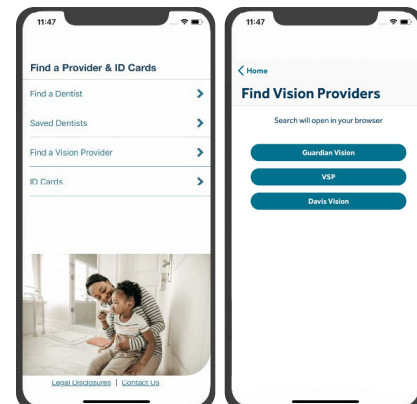 11:47
Find a Provider & ID Cards
Find a Dentist
Saved Dentists
Find a Vision Provider
ID Cards
Legal Disclosures | Contact Us
11:47
Home
Find Vision Providers
Search will open in your browser
Guardian Vision
VSP
Davis Vision